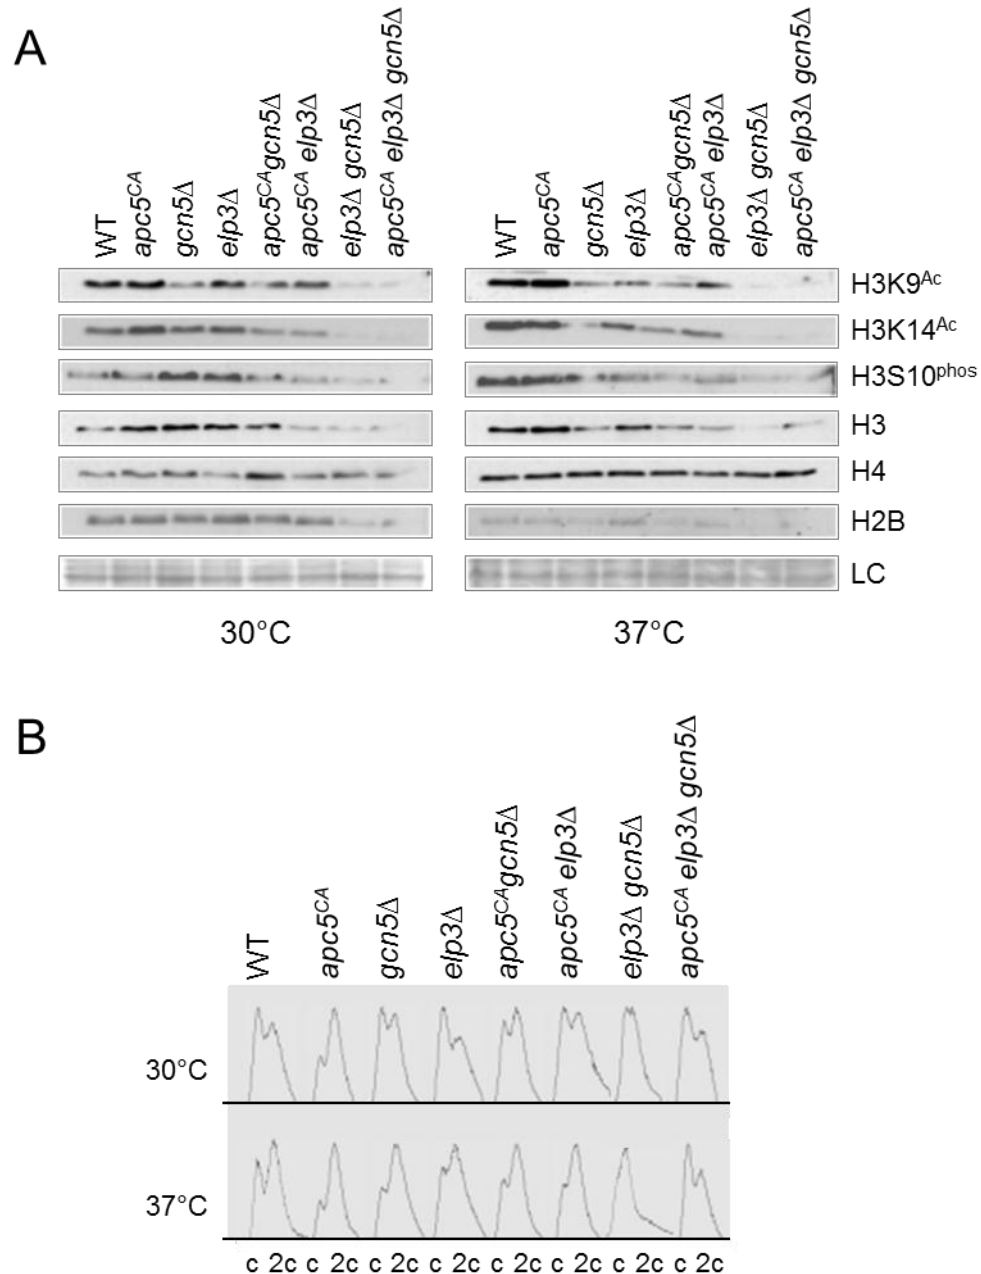 A
WT
apc5CA
gcn5Δ
elp3Δ
apc5CAgcn5Δ
apc5CA elp3Δ
elp3Δ gcn5Δ
apc5CA elp3Δ gcn5Δ
WT
apc5CA
gcn5Δ
elp3Δ
apc5CAgcn5Δ
apc5CA elp3Δ
elp3Δ gcn5Δ
apc5CA elp3Δ gcn5Δ
H3K9Ac
H3K14Ac
H3S10phos
H3
H4
H2B
LC
30°C
37°C
B
WT
apc5CA
gcn5Δ
elp3Δ
apc5CAgcn5Δ
apc5CA elp3Δ
elp3Δ gcn5Δ
apc5CA elp3Δ gcn5Δ
30°C
37°C
c 2c c 2c c 2c c 2c c 2c c 2c c 2c c 2c